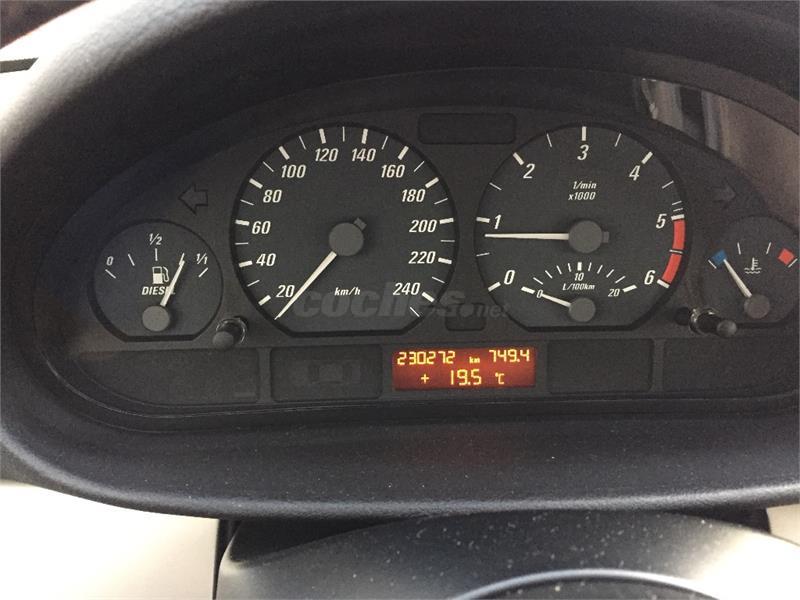 0 1/2 1/1
DIESEL
20 40 60 80 100 120 140 160 180 200 220 240
km/h
0 1 2 3 4 5 6
1/min
x1000
0 10 20
L/100km
230272 km 749.4
+ 19.5 °C
coches.net